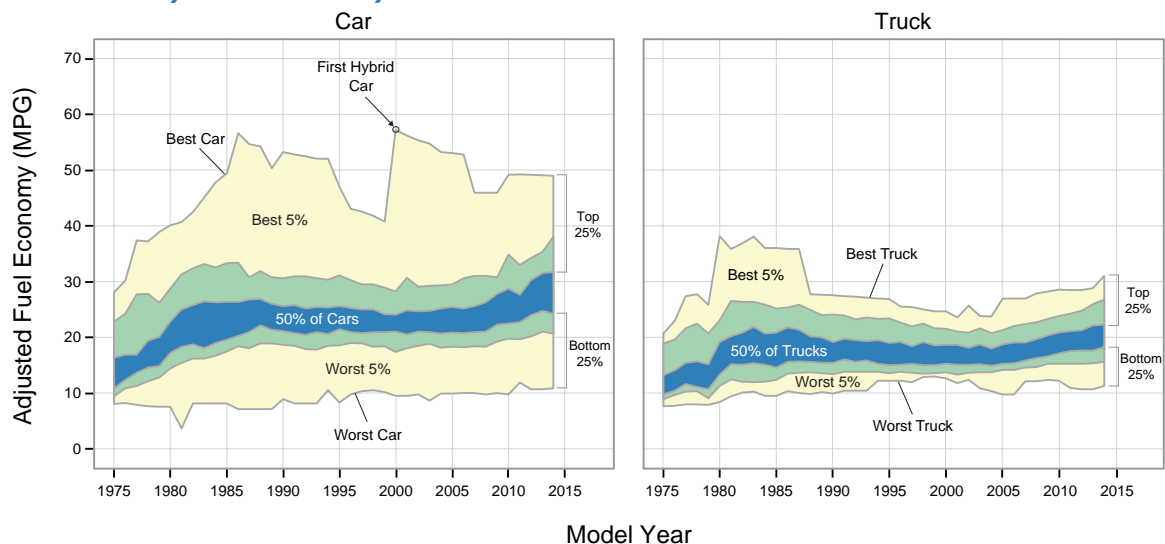 Car
Truck
Adjusted Fuel Economy (MPG)
70
60
50
40
30
20
10
0
First Hybrid
Car
Best Car
Best 5%
50% of Cars
Worst 5%
Worst Car
Top
25%
Bottom
25%
1975
1980
1985
1990
1995
2000
2005
2010
2015
Best 5%
Best Truck
50% of Trucks
Worst 5%
Worst Truck
Top
25%
Bottom
25%
1975
1980
1985
1990
1995
2000
2005
2010
2015
Model Year